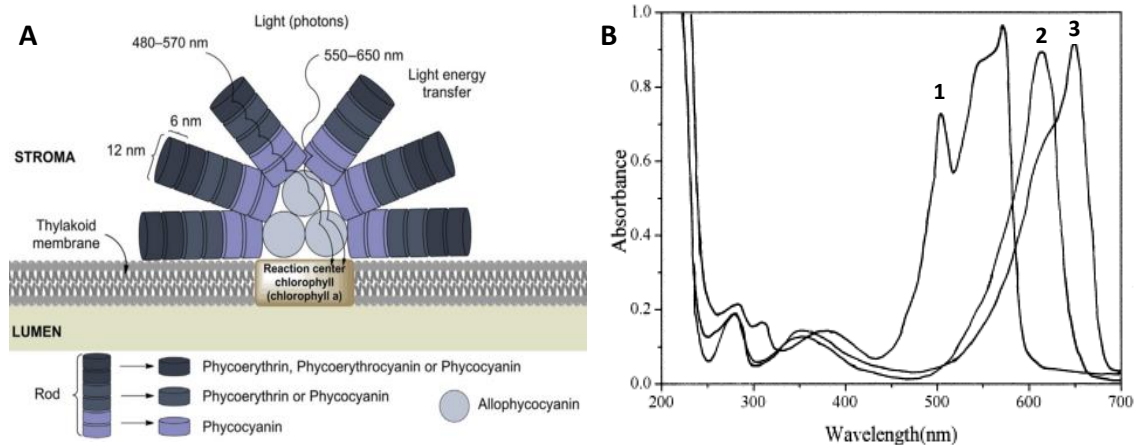 A
Light (photons)
480–570 nm
550–650 nm
Light energy
transfer
6 nm
12 nm
STROMA
Thylakoid
membrane
Reaction center
chlorophyll
(chlorophyll a)
LUMEN
Rod
Phycoerythrin, Phycoerythrocyanin or Phycocyanin
Phycoerythrin or Phycocyanin
Phycocyanin
Allophycocyanin
B
1.0
0.8
0.6
0.4
0.2
0.0
Absorbance
1
2
3
200 300 400 500 600 700
Wavelength(nm)